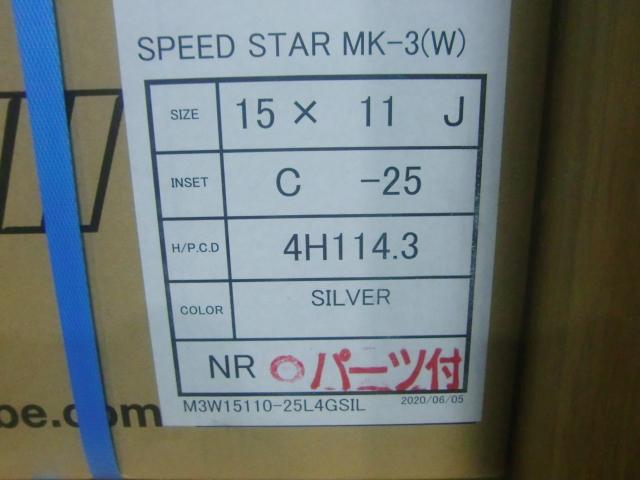 SPEED STAR MK-3(W)
SIZE 15 × 11 J
INSET C -25
H/P.C.D 4H114.3
COLOR SILVER
NR ○パーツ付
M3W15110-25L4GSIL 2020/06/05
be.com